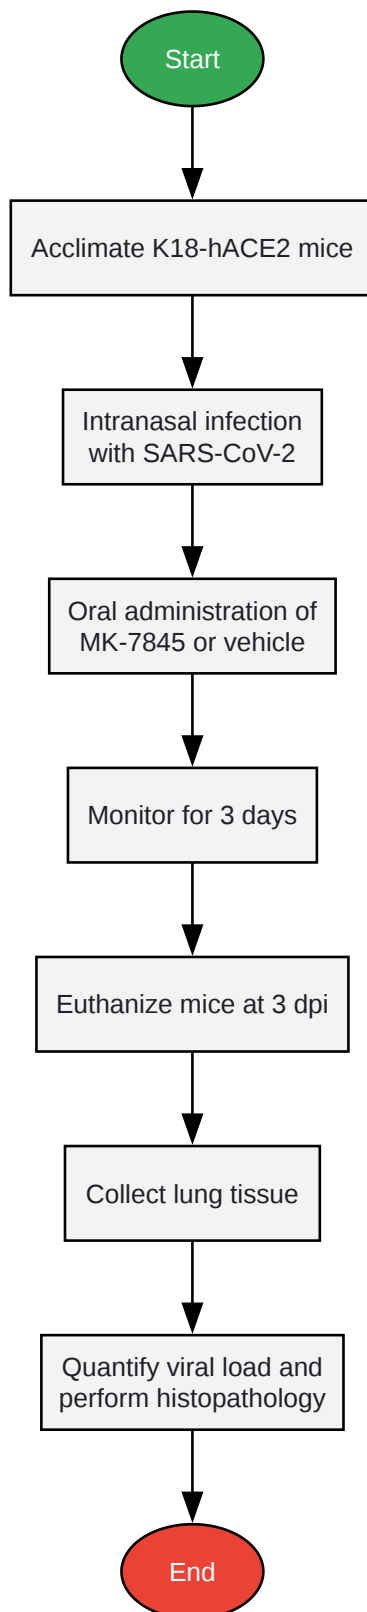 Start
Acclimate K18-hACE2 mice
Intranasal infection
with SARS-CoV-2
Oral administration of
MK-7845 or vehicle
Monitor for 3 days
Euthanize mice at 3 dpi
Collect lung tissue
Quantify viral load and
perform histopathology
End